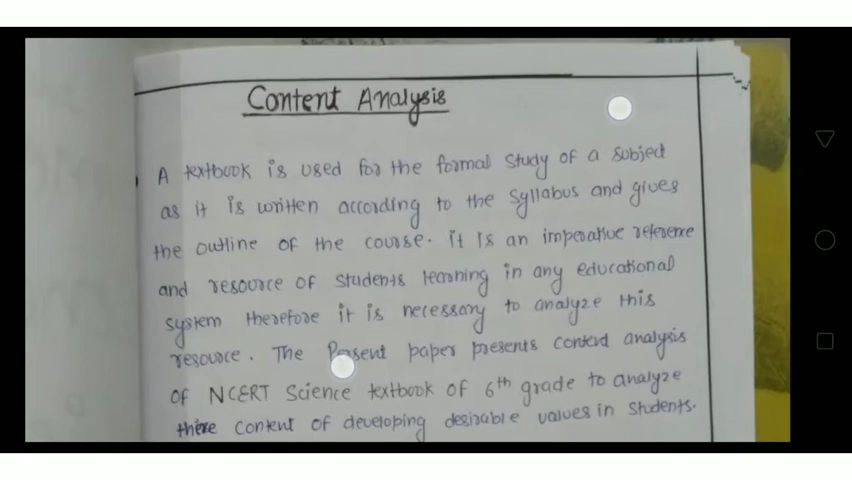 Content Analysis
A textbook is used for the formal study of a subject
as it is written according to the syllabus and gives
the outline of the course. it is an imperative reference
and resource of students learning in any educational
system therefore it is necessary to analyze this
resource. The Persent paper presents content analysis
of NCERT Science textbook of 6th grade to analyze
there content of developing desirable values in students.